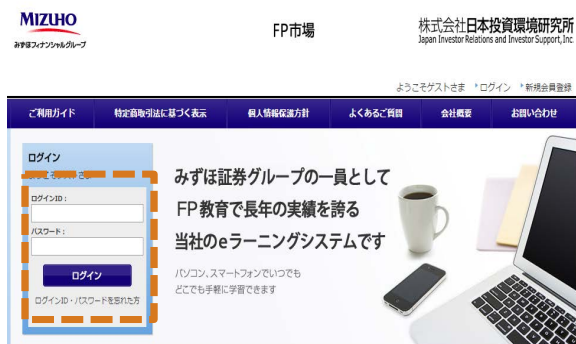 MIZUHO
みずほフィナンシャルグループ
FP市場
株式会社日本投資環境研究所
Japan Investor Relations and Investor Support, Inc.
ようこそゲストさま ログイン 新規会員登録
ご利用ガイド 特定商取引法に基づく表示 個人情報保護方針 よくあるご質問 会社概要 お問い合わせ
ログイン
ログインID：
パスワード：
ログイン
ログインID・パスワードを忘れた方
みずほ証券グループの一員として
FP教育で長年の実績を誇る
当社のeラーニングシステムです
パソコン、スマートフォンでいつでも
どこでも手軽に学習できます